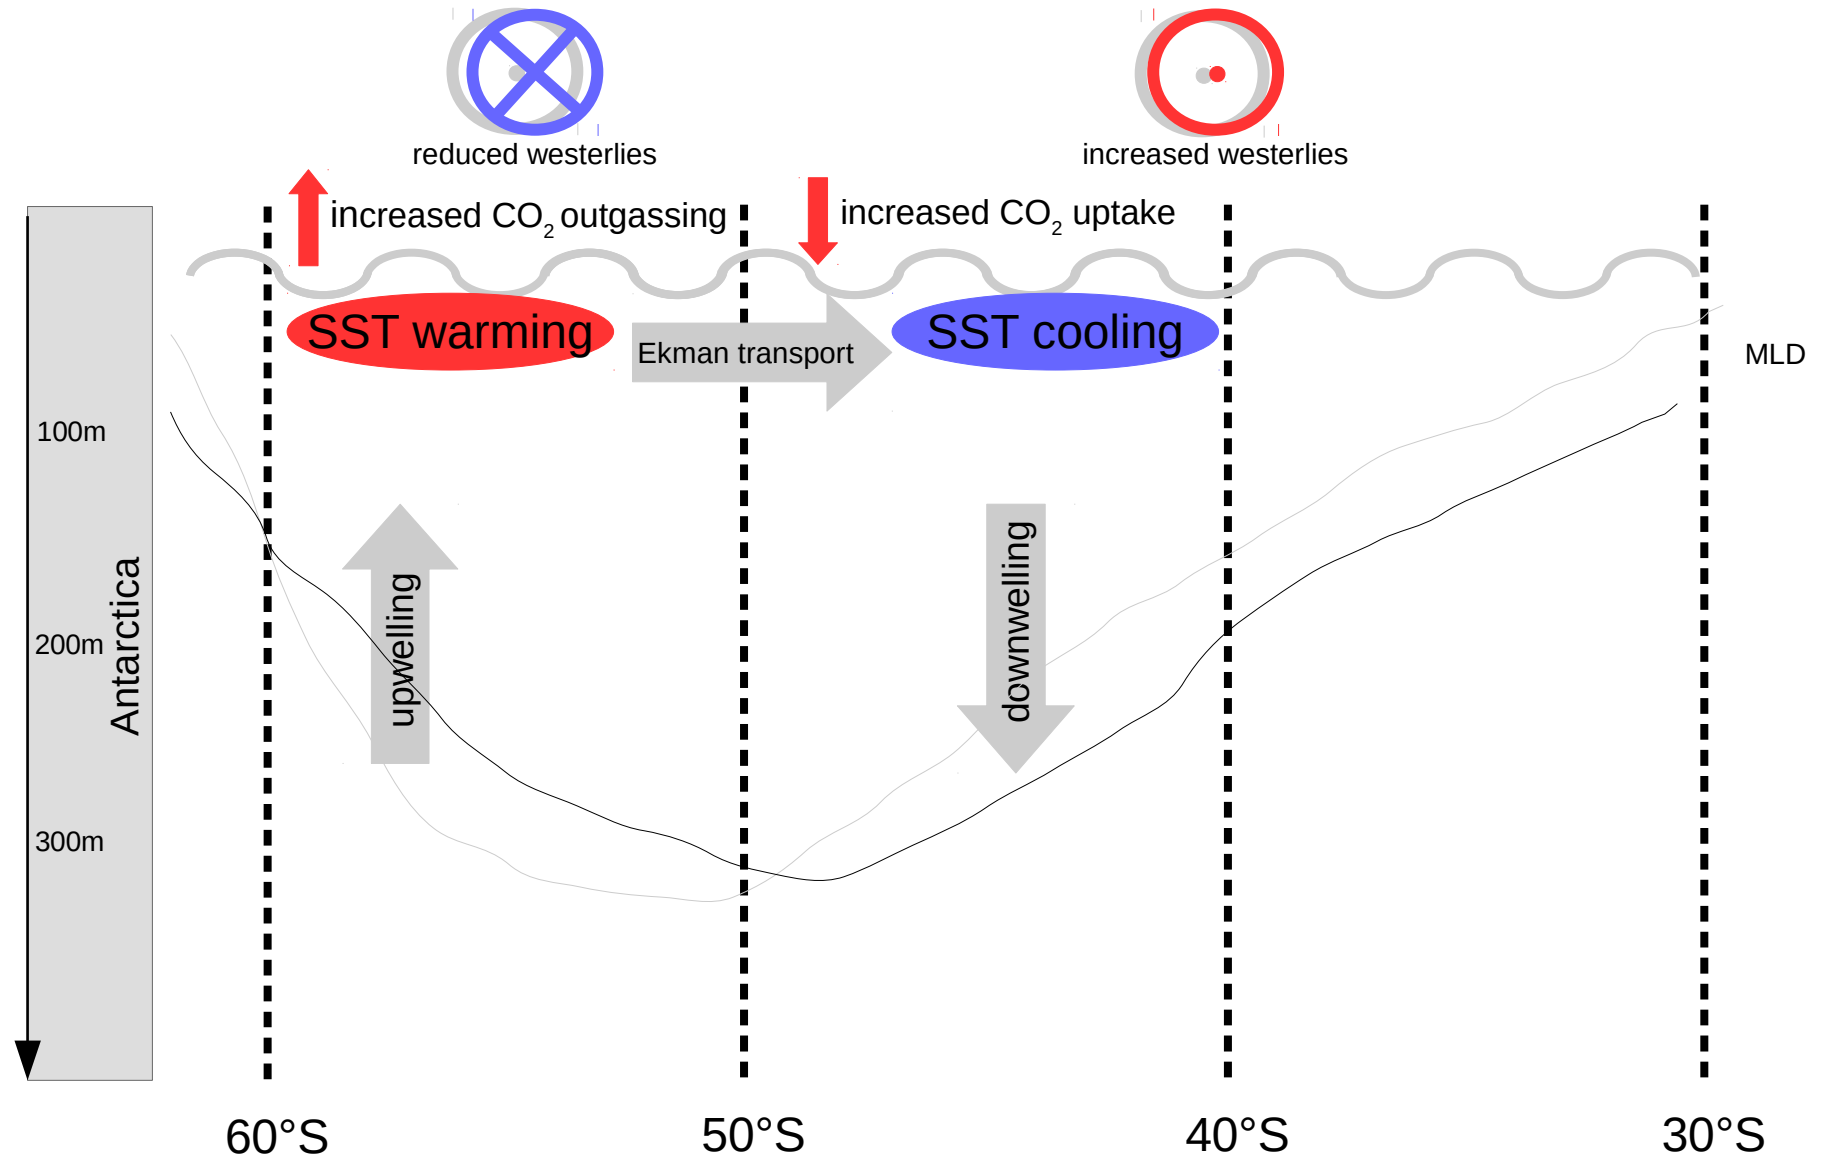 reduced westerlies
increased westerlies
increased CO2 outgassing
increased CO2 uptake
SST warming
Ekman transport
SST cooling
MLD
100m
200m
300m
Antarctica
upwelling
downwelling
60°S
50°S
40°S
30°S